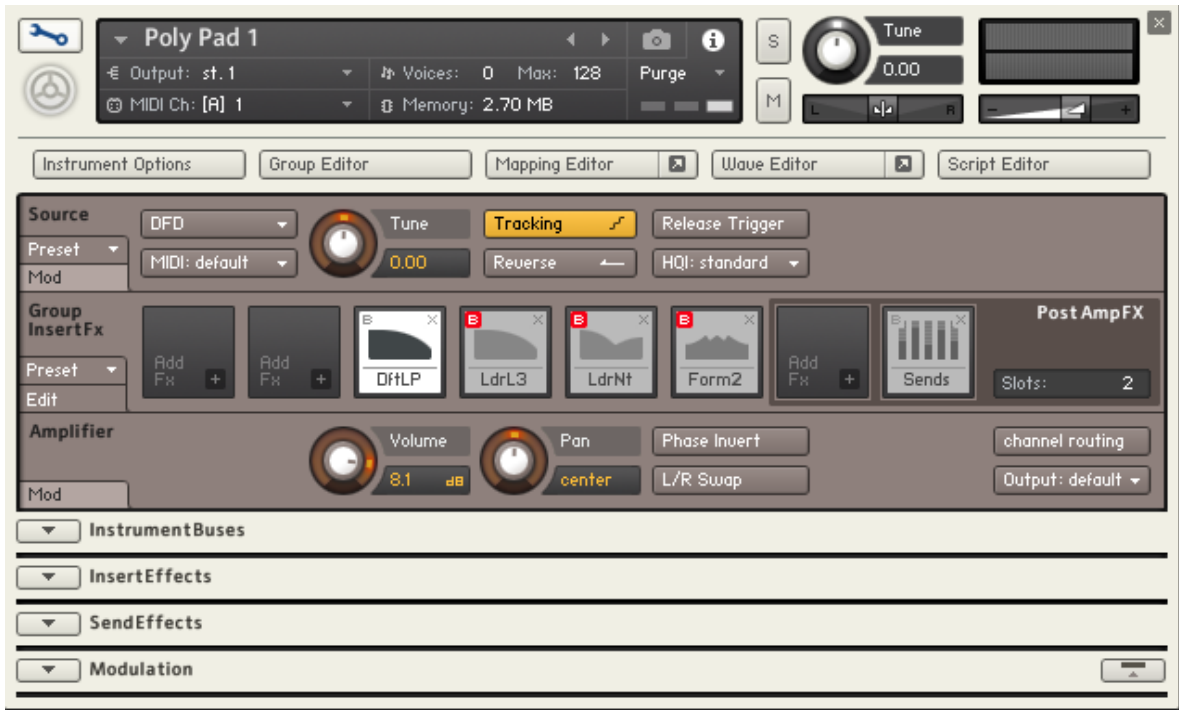 Poly Pad 1
S
Tune
Output: st. 1
Voices: 0 Max: 128
Purge
0.00
MIDI Ch: [A] 1
Memory: 2.70 MB
M
L
R
- +
Instrument Options
Group Editor
Mapping Editor
Wave Editor
Script Editor
Source
DFD
Tune
Tracking
Release Trigger
Preset
MIDI: default
0.00
Reverse
HQI: standard
Mod
Group
InsertFx
Preset
Edit
Add
Fx +
Add
Fx +
B X
DftLP
B X
LdrL3
B X
LdrNt
B X
Form2
Add
Fx +
B X
Sends
Post AmpFX
Slots: 2
Amplifier
Volume
Pan
Phase Invert
channel routing
8.1 dB
center
L/R Swap
Output: default
Mod
InstrumentBuses
InsertEffects
SendEffects
Modulation